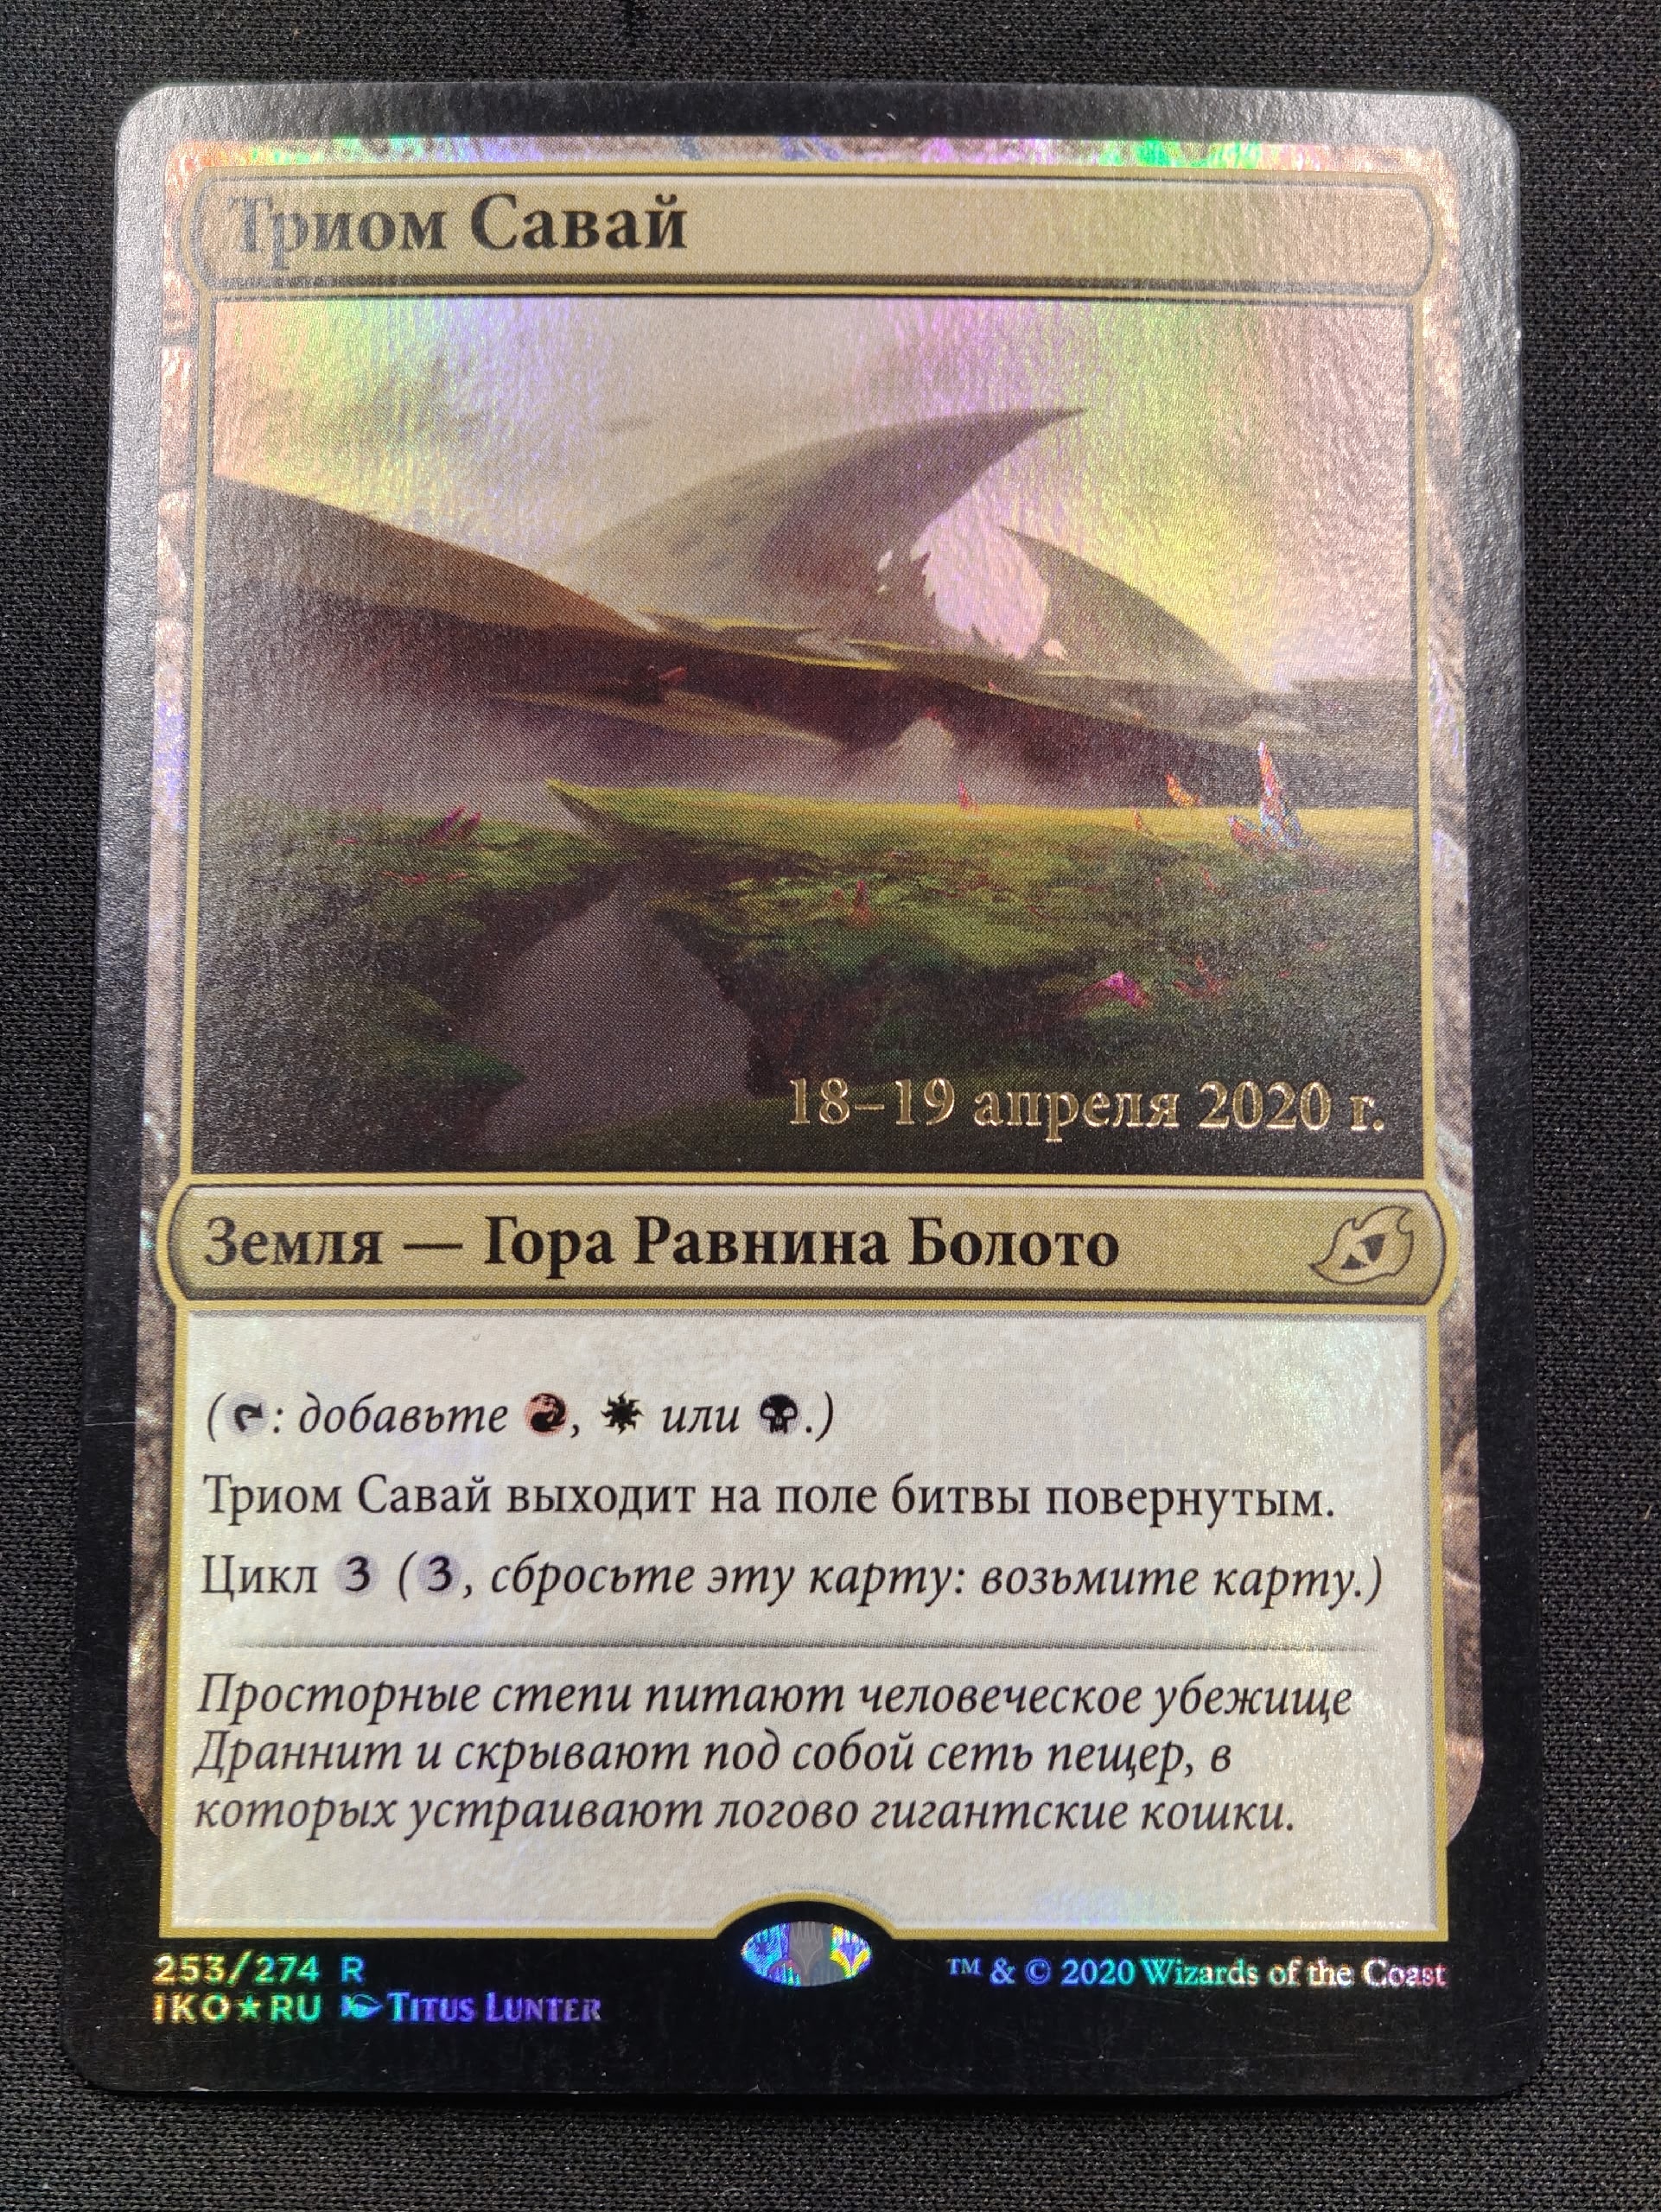 Триом Савай
18–19 апреля 2020 г.
Земля — Гора Равнина Болото
(: добавьте , или .)
Триом Савай выходит на поле битвы повернутым.
Цикл 3 (3, сбросьте эту карту: возьмите карту.)
Просторные степи питают человеческое убежище
Драннит и скрывают под собой сеть пещер, в
которых устраивают логово гигантские кошки.
253/274 R
IKO★RU TITUS LUNTER
™ & © 2020 Wizards of the Coast